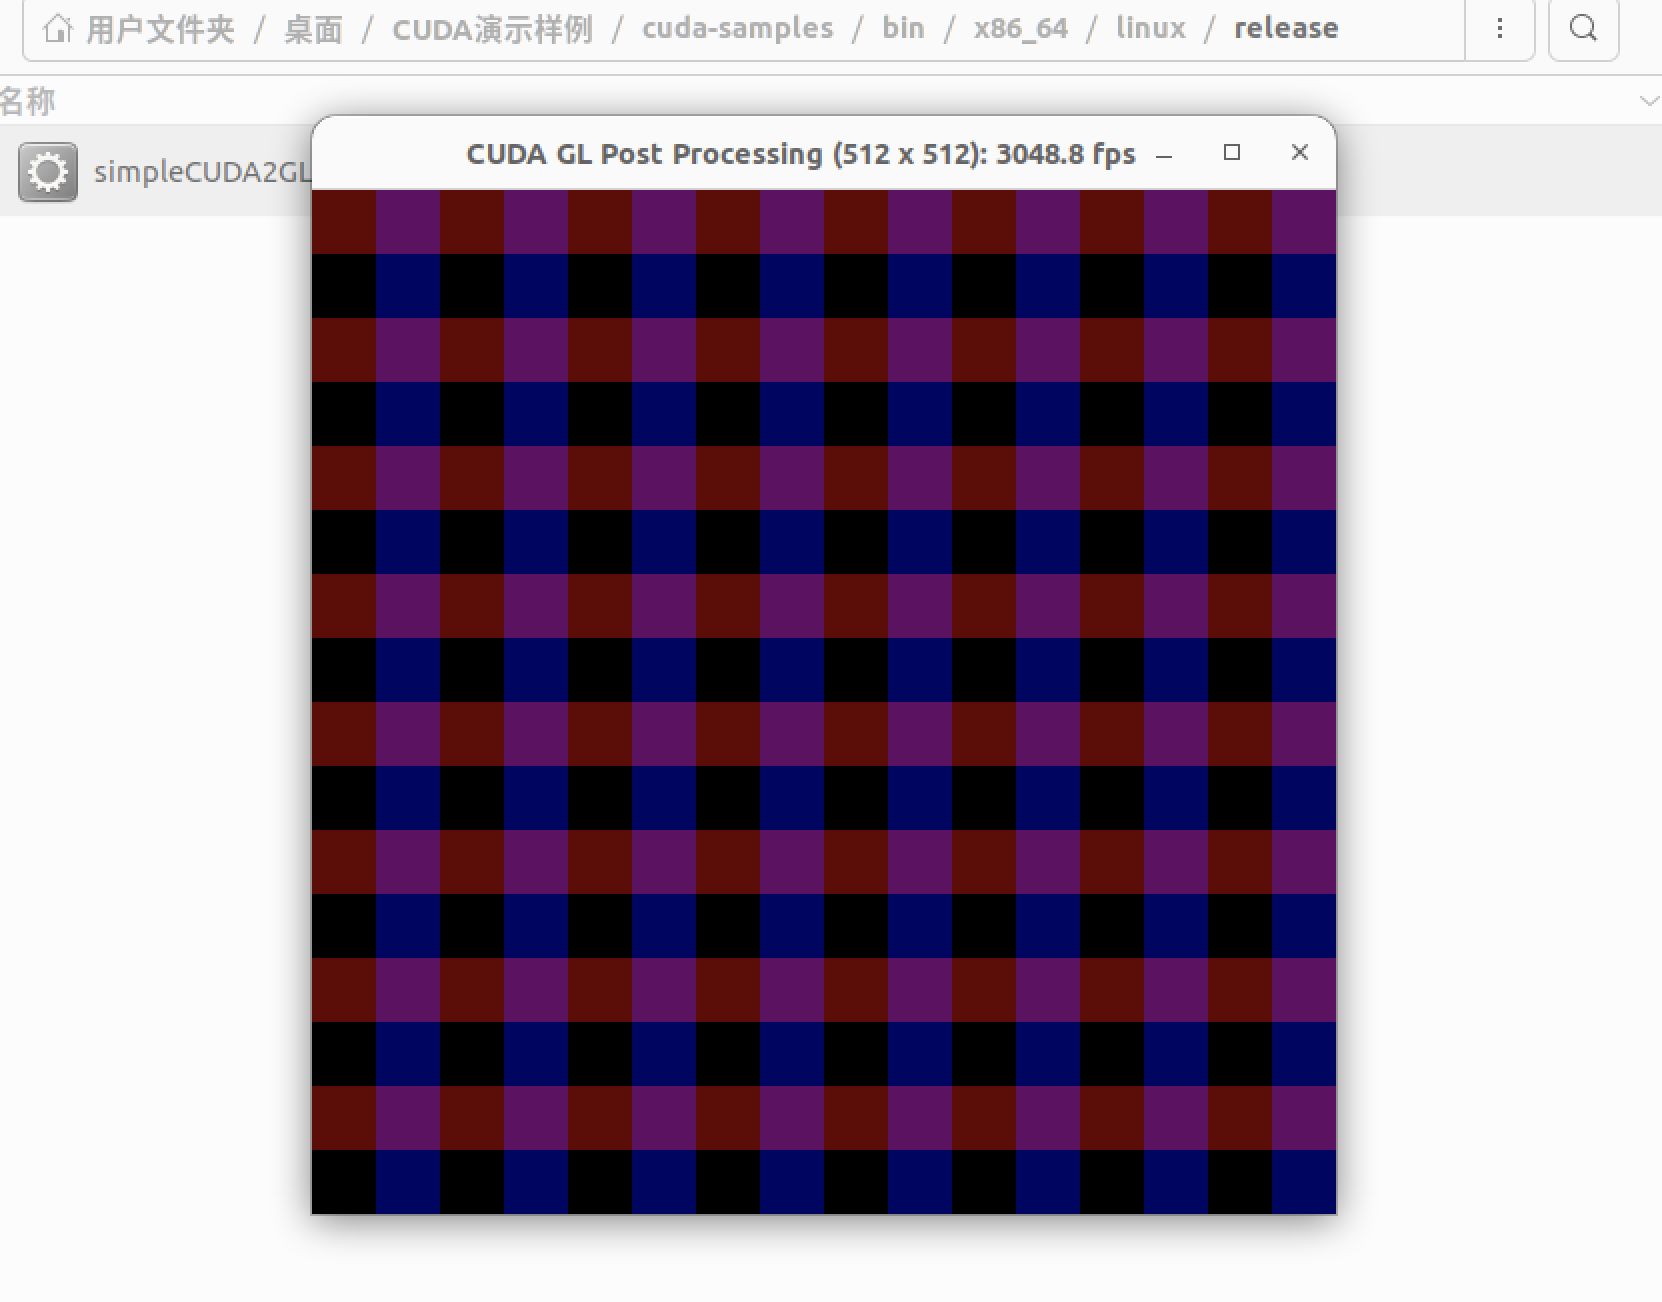 用户文件夹 / 桌面 / CUDA演示样例 / cuda-samples / bin / x86_64 / linux / release
名称
simpleCUDA2GL
CUDA GL Post Processing (512 x 512): 3048.8 fps